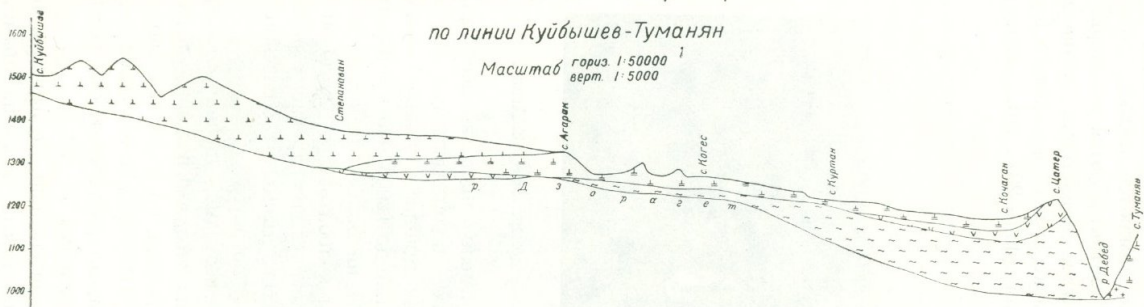 по линии Куйбышев-Туманян
Масштаб гориз. 1:50000
верт. 1:5000
1
1600
1500
1400
1300
1200
1100
1000
с. Куйбышев
Степанаван
с. Агарак
с. Когес
с. Куртан
с. Кочаган
с. Цатер
р. Дебед
с. Туманян
р. Дзорагет